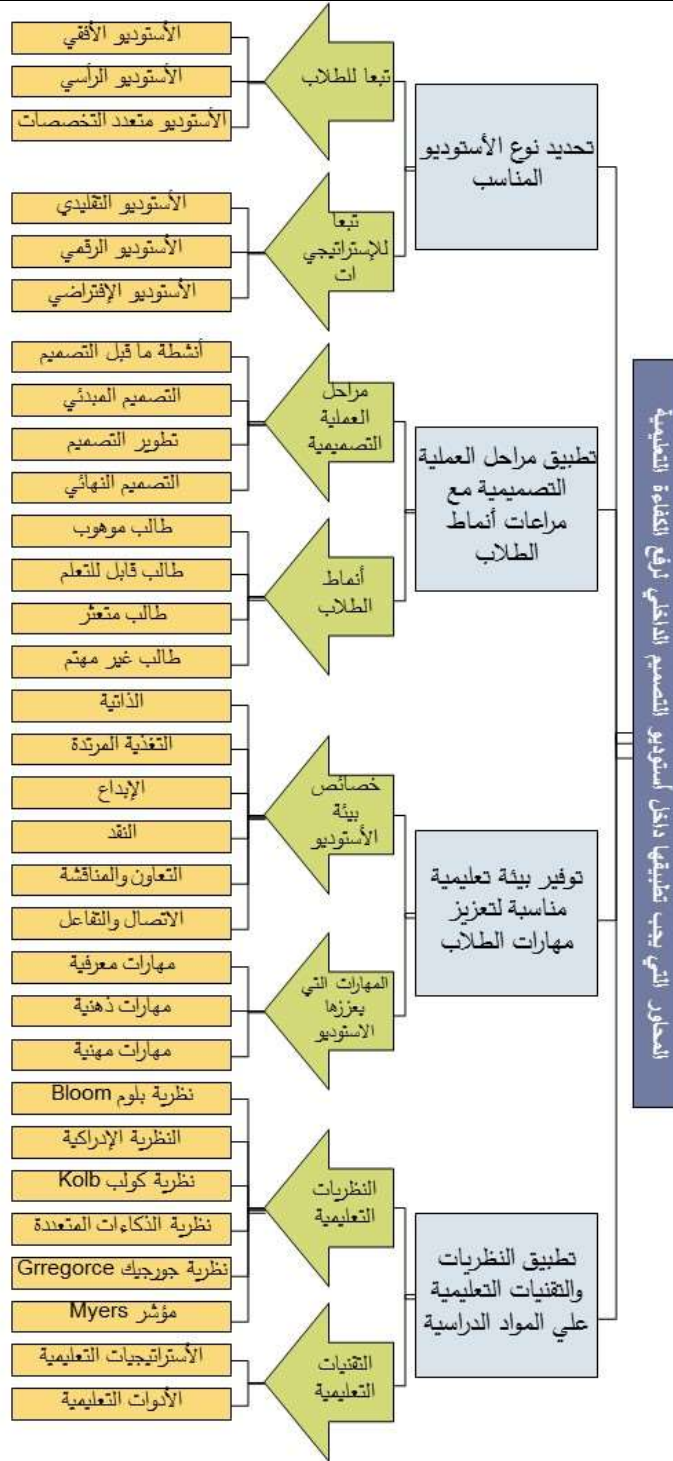 المحاور التي يجب تطبيقها داخل أستوديو التصميم الداخلي لرفع الكفاءة التعليمية
تحديد نوع الأستوديو
المناسب
تبعا للطلاب
الأستوديو الأفقي
الأستوديو الرأسي
الأستوديو متعدد التخصصات
تبعا
للإستراتيجي
ات
الأستوديو التقليدي
الأستوديو الرقمي
الأستوديو الإفتراضي
تطبيق مراحل العملية
التصميمية مع
مراعات أنماط
الطلاب
مراحل
العملية
التصميمية
أنشطة ما قبل التصميم
التصميم المبدئي
تطوير التصميم
التصميم النهائي
أنماط
الطلاب
طالب موهوب
طالب قابل للتعلم
طالب متعثر
طالب غير مهتم
توفير بيئة تعليمية
مناسبة لتعزيز
مهارات الطلاب
خصائص
بيئة
الأستوديو
الذاتية
التغذية المرتدة
الإبداع
النقد
التعاون والمناقشة
الاتصال والتفاعل
المهارات التي
يعززها
الاستوديو
مهارات معرفية
مهارات ذهنية
مهارات مهنية
تطبيق النظريات
والتقنيات التعليمية
علي المواد الدراسية
النظريات
التعليمية
نظرية بلوم Bloom
النظرية الإدراكية
نظرية كولب Kolb
نظرية الذكاءات المتعددة
نظرية جورجيك Grregorce
مؤشر Myers
التقنيات
التعليمية
الأستراتيجيات التعليمية
الأدوات التعليمية